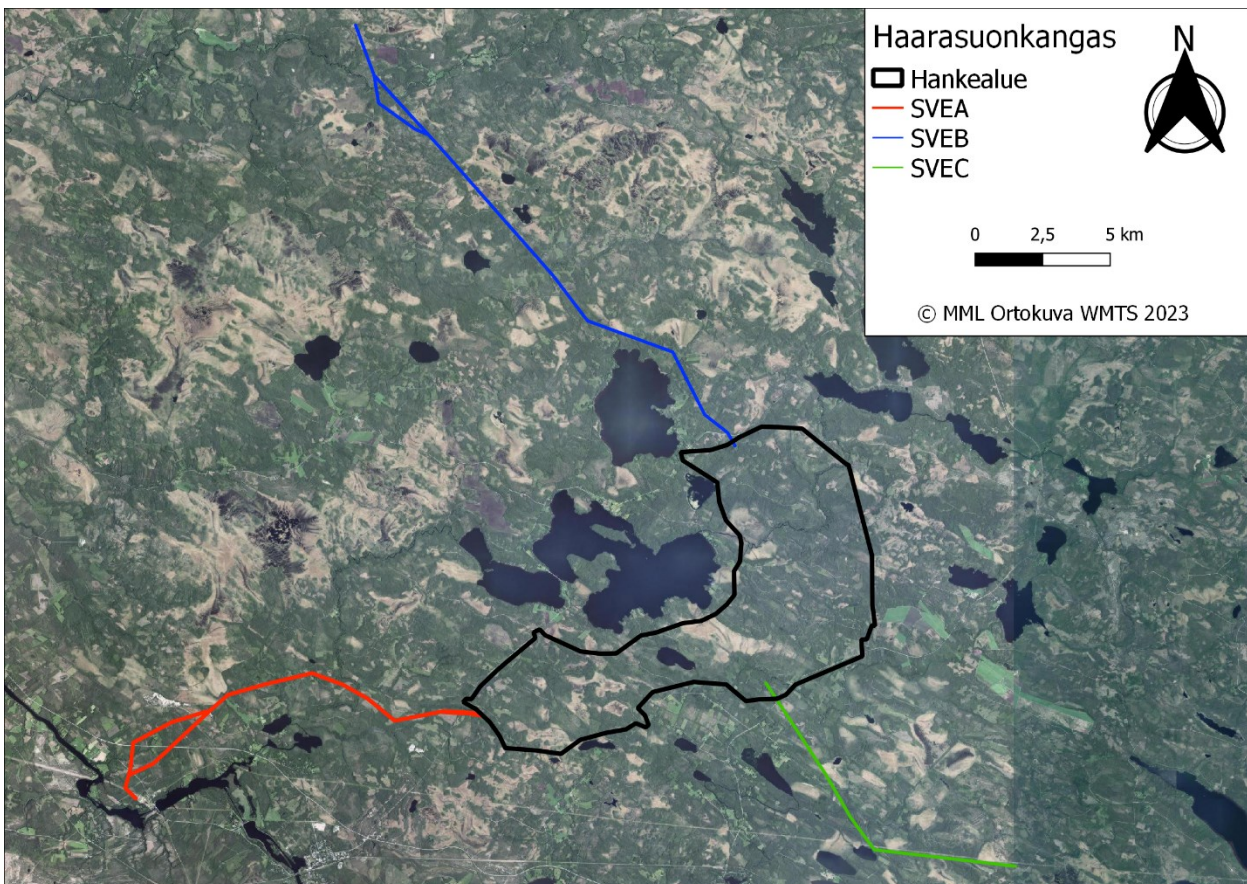 Haarasuonkangas
N
Hankealue
SVEA
SVEB
SVEC
0 2,5 5 km
© MML Ortokuva WMTS 2023